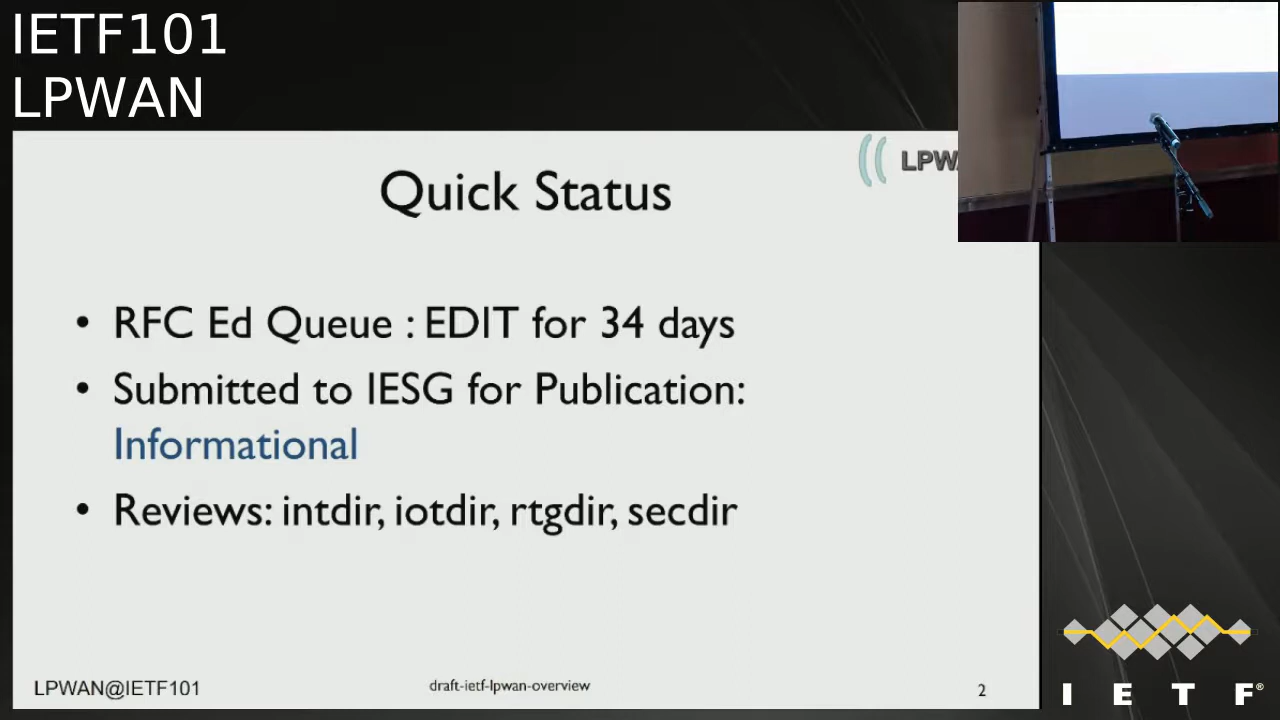 IETF101
LPWAN
Quick Status
• RFC Ed Queue : EDIT for 34 days
• Submitted to IESG for Publication:
Informational
• Reviews: intdir, iotdir, rtgdir, secdir
LPWAN@IETF101
draft-ietf-lpwan-overview
2
I E T F®